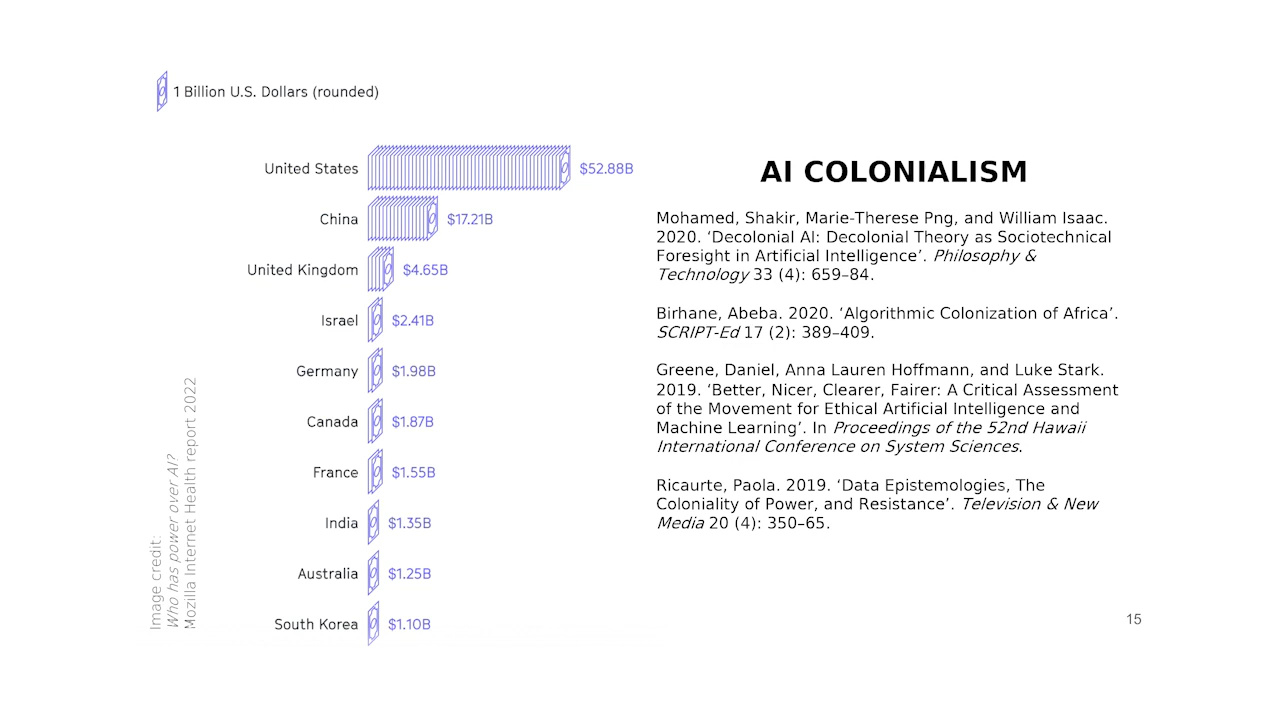 1 Billion U.S. Dollars (rounded)
United States $52.88B
China $17.21B
United Kingdom $4.65B
Israel $2.41B
Germany $1.98B
Canada $1.87B
France $1.55B
India $1.35B
Australia $1.25B
South Korea $1.10B
Image credit:
Who has power over AI?
Mozilla Internet Health report 2022
AI COLONIALISM
Mohamed, Shakir, Marie-Therese Png, and William Isaac.
2020. ‘Decolonial AI: Decolonial Theory as Sociotechnical
Foresight in Artificial Intelligence’. Philosophy &
Technology 33 (4): 659–84.
Birhane, Abeba. 2020. ‘Algorithmic Colonization of Africa’.
SCRIPT-Ed 17 (2): 389–409.
Greene, Daniel, Anna Lauren Hoffmann, and Luke Stark.
2019. ‘Better, Nicer, Clearer, Fairer: A Critical Assessment
of the Movement for Ethical Artificial Intelligence and
Machine Learning’. In Proceedings of the 52nd Hawaii
International Conference on System Sciences.
Ricaurte, Paola. 2019. ‘Data Epistemologies, The
Coloniality of Power, and Resistance’. Television & New
Media 20 (4): 350–65.
15